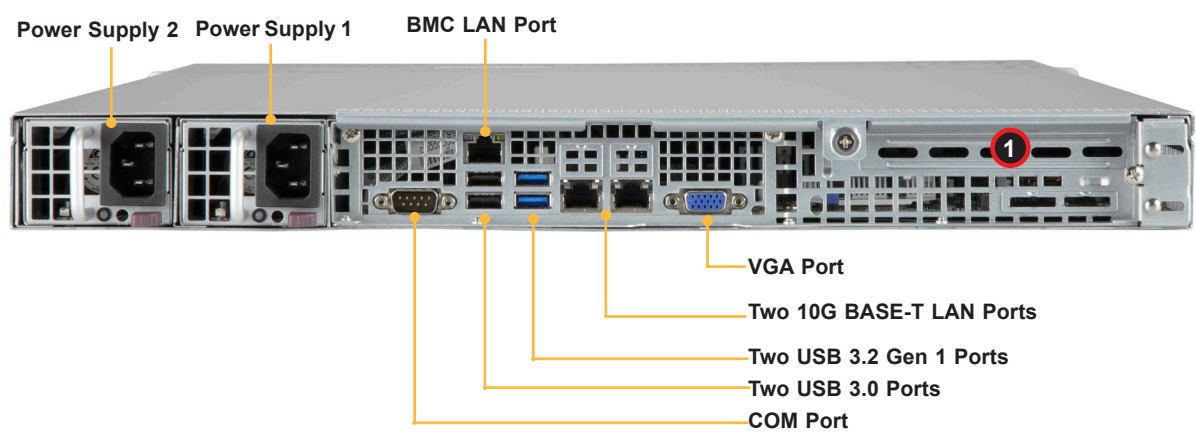 Power Supply 2 Power Supply 1 BMC LAN Port
1
VGA Port
Two 10G BASE-T LAN Ports
Two USB 3.2 Gen 1 Ports
Two USB 3.0 Ports
COM Port